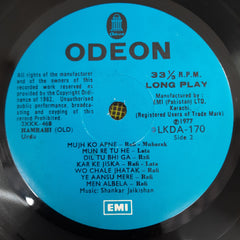 ODEON
All rights of the manufacturer
and of the owners of this
recorded work reserved as
provided by the Copyright Ordi-
nance of 1962. Unauthorised
public performance, broadcasting
and copying of this
record Prohibited
33⅓ R.P.M.
LONG PLAY
Manufactured by:
EMI (Pakistan) LTD.
Karachi.
(Registered Users of Trade Mark)
℗1977
HAMRAHI (OLD)
Urdu
LKDA-170
Side 2
MUJH KO APNE — Rafi - Mubarak
MUN RE TU HE — Lata
DIL TU BHI GA — Rafi
KAR KE JISKA — Rafi - Lata
WO CHALE JHATAK — Rafi
YE AANSU MERE — Rafi
MEN ALBELA — Rafi
Music: Shankar Jaikishan
EMI